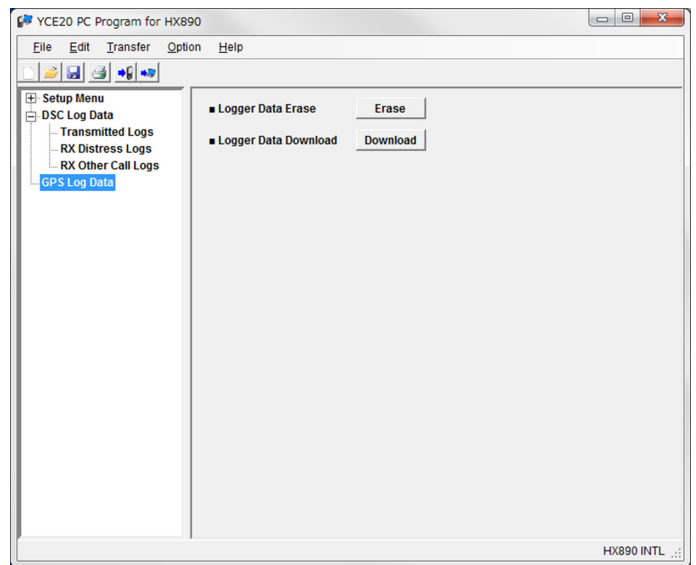 YCE20 PC Program for HX890
File Edit Transfer Option Help
Setup Menu
DSC Log Data
Transmitted Logs
RX Distress Logs
RX Other Call Logs
GPS Log Data
■ Logger Data Erase Erase
■ Logger Data Download Download
HX890 INTL